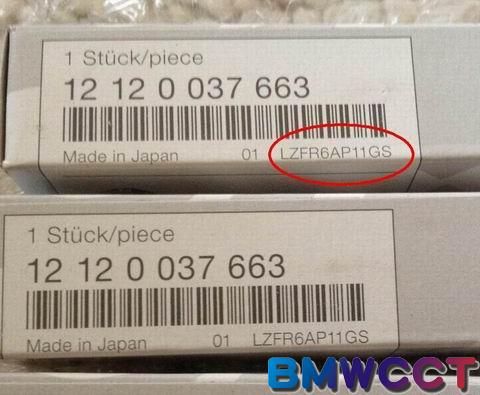 1 Stück/piece
12 12 0 037 663
Made in Japan 01 LZFR6AP11GS
1 Stück/piece
12 12 0 037 663
Made in Japan 01 LZFR6AP11GS
BMWCCT